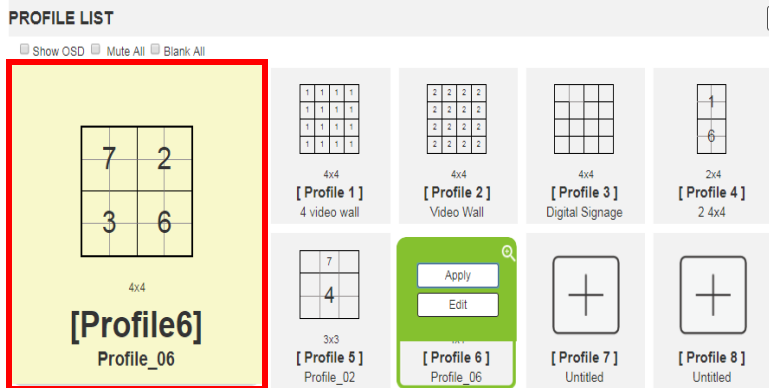 PROFILE LIST
Show OSD Mute All Blank All
7 2
3 6
4x4
[Profile6]
Profile_06
1 1 1 1
1 1 1 1
1 1 1 1
1 1 1 1
4x4
[ Profile 1 ]
4 video wall
2 2 2 2
2 2 2 2
2 2 2 2
2 2 2 2
4x4
[ Profile 2 ]
Video Wall
4x4
[ Profile 3 ]
Digital Signage
1
6
2x4
[ Profile 4 ]
2 4x4
7
4
3x3
[ Profile 5 ]
Profile_02
Apply
Edit
[ Profile 6 ]
Profile_06
[ Profile 7 ]
Untitled
[ Profile 8 ]
Untitled